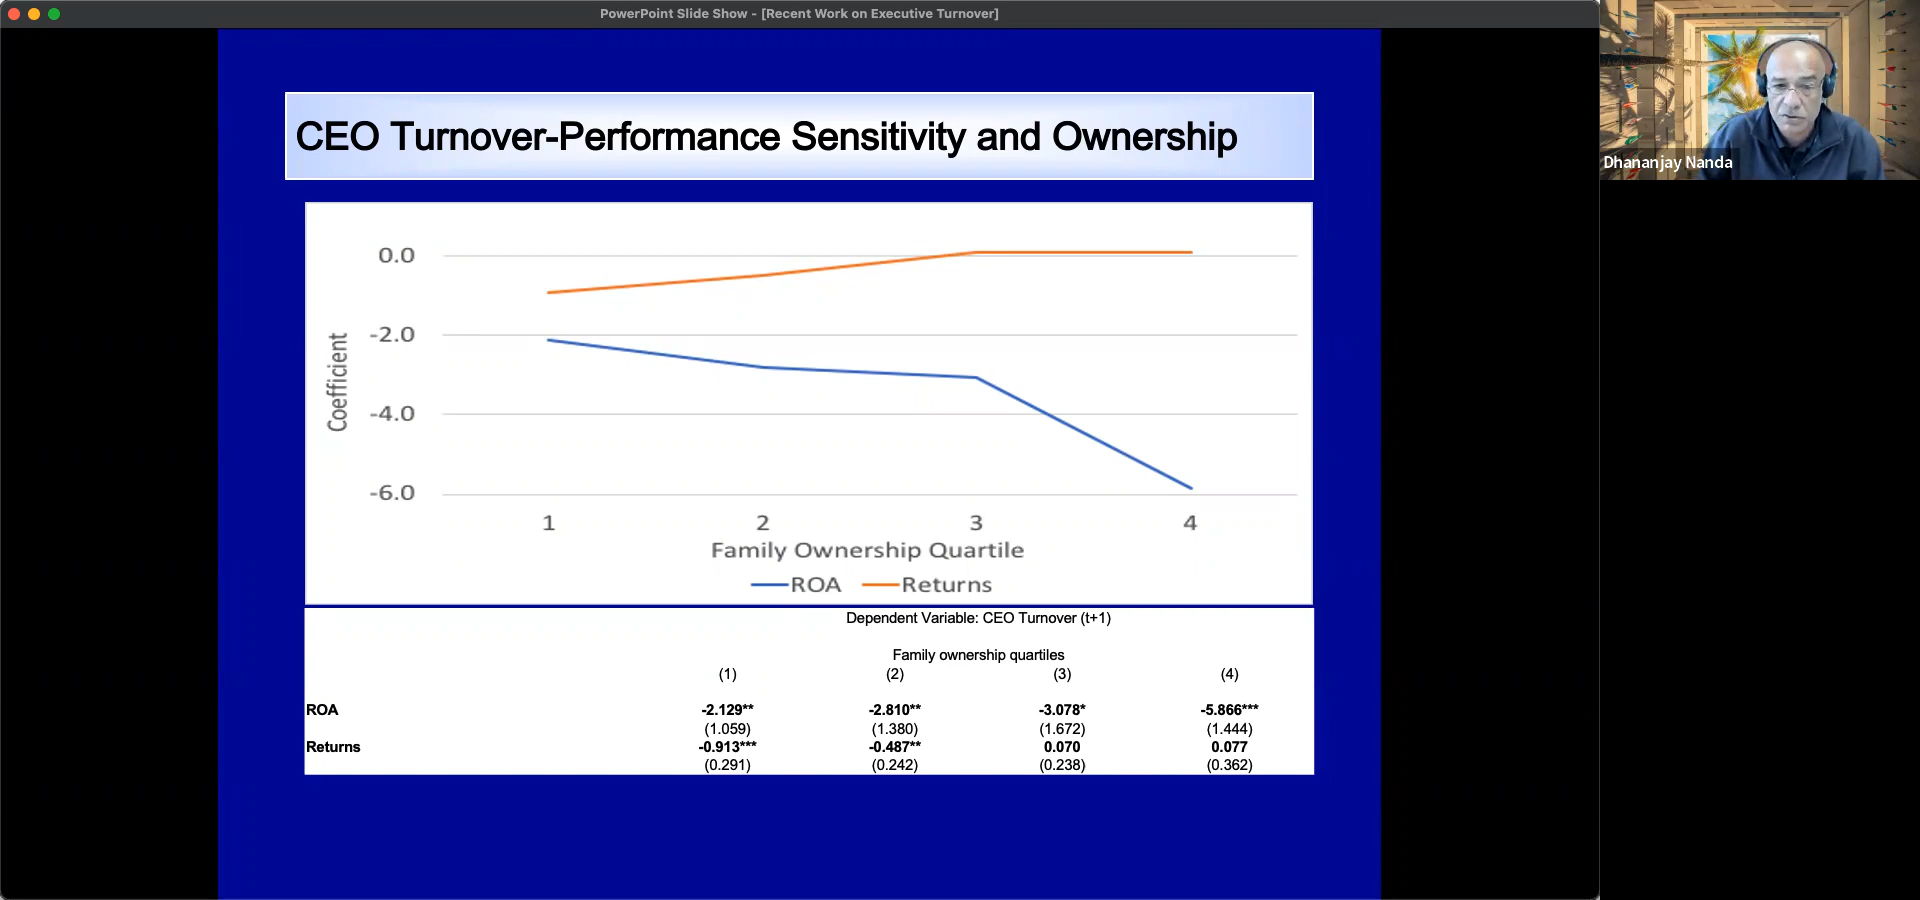 PowerPoint Slide Show - [Recent Work on Executive Turnover]
Dhananjay Nanda
CEO Turnover-Performance Sensitivity and Ownership
0.0
-2.0
-4.0
-6.0
Coefficient
1 2 3 4
Family Ownership Quartile
ROA Returns
Dependent Variable: CEO Turnover (t+1)
Family ownership quartiles
(1) (2) (3) (4)
ROA -2.129** -2.810** -3.078* -5.866***
(1.059) (1.380) (1.672) (1.444)
Returns -0.913*** -0.487** 0.070 0.077
(0.291) (0.242) (0.238) (0.362)